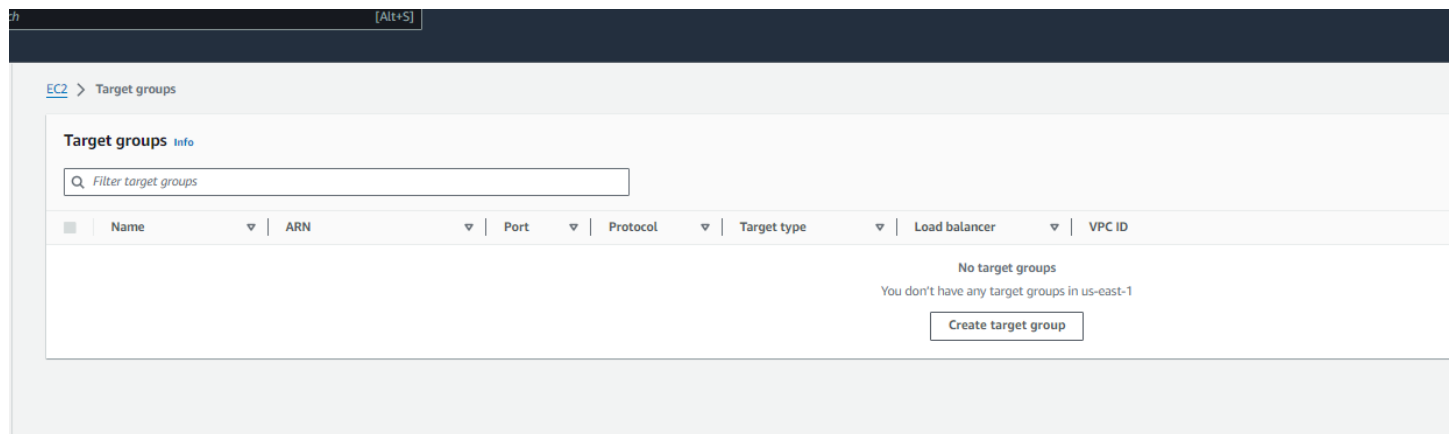 [Alt+S]
EC2 > Target groups
Target groups Info
Filter target groups
Name ARN Port Protocol Target type Load balancer VPC ID
No target groups
You don't have any target groups in us-east-1
Create target group